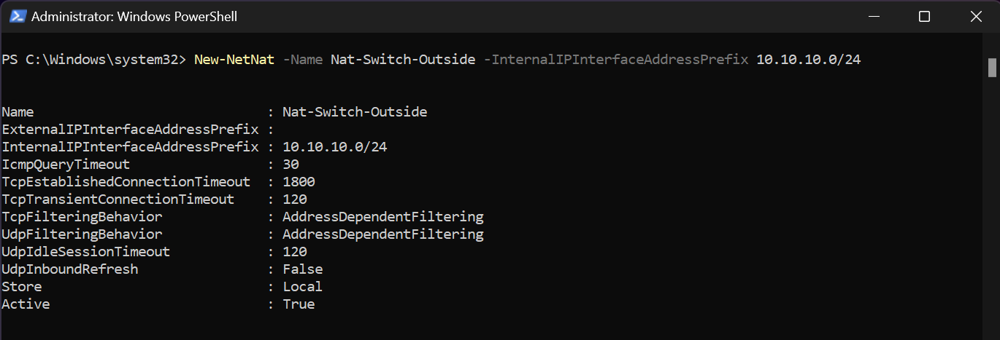 Administrator: Windows PowerShell
PS C:\Windows\system32> New-NetNat -Name Nat-Switch-Outside -InternalIPInterfaceAddressPrefix 10.10.10.0/24
Name                             : Nat-Switch-Outside
ExternalIPInterfaceAddressPrefix :
InternalIPInterfaceAddressPrefix : 10.10.10.0/24
IcmpQueryTimeout                 : 30
TcpEstablishedConnectionTimeout  : 1800
TcpTransientConnectionTimeout    : 120
TcpFilteringBehavior             : AddressDependentFiltering
UdpFilteringBehavior             : AddressDependentFiltering
UdpIdleSessionTimeout            : 120
UdpInboundRefresh                : False
Store                            : Local
Active                           : True